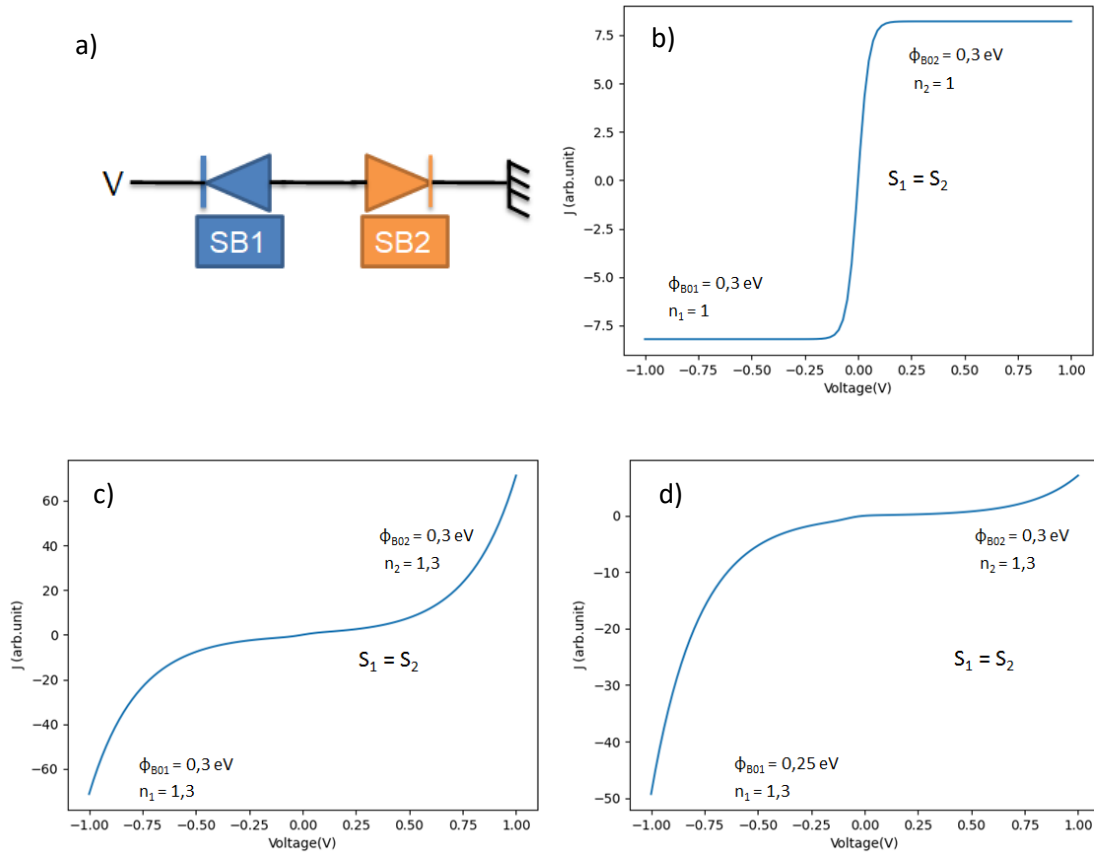 a)
V
SB1
SB2
b)
J (arb.unit)
7.5
5.0
2.5
0.0
−2.5
−5.0
−7.5
ϕB02 = 0,3 eV
n2 = 1
S1 = S2
ϕB01 = 0,3 eV
n1 = 1
−1.00 −0.75 −0.50 −0.25 0.00 0.25 0.50 0.75 1.00
Voltage(V)
c)
J (arb.unit)
60
40
20
0
−20
−40
−60
ϕB02 = 0,3 eV
n2 = 1,3
S1 = S2
ϕB01 = 0,3 eV
n1 = 1,3
−1.00 −0.75 −0.50 −0.25 0.00 0.25 0.50 0.75 1.00
Voltage(V)
d)
J (arb.unit)
0
−10
−20
−30
−40
−50
ϕB02 = 0,3 eV
n2 = 1,3
S1 = S2
ϕB01 = 0,25 eV
n1 = 1,3
−1.00 −0.75 −0.50 −0.25 0.00 0.25 0.50 0.75 1.00
Voltage(V)